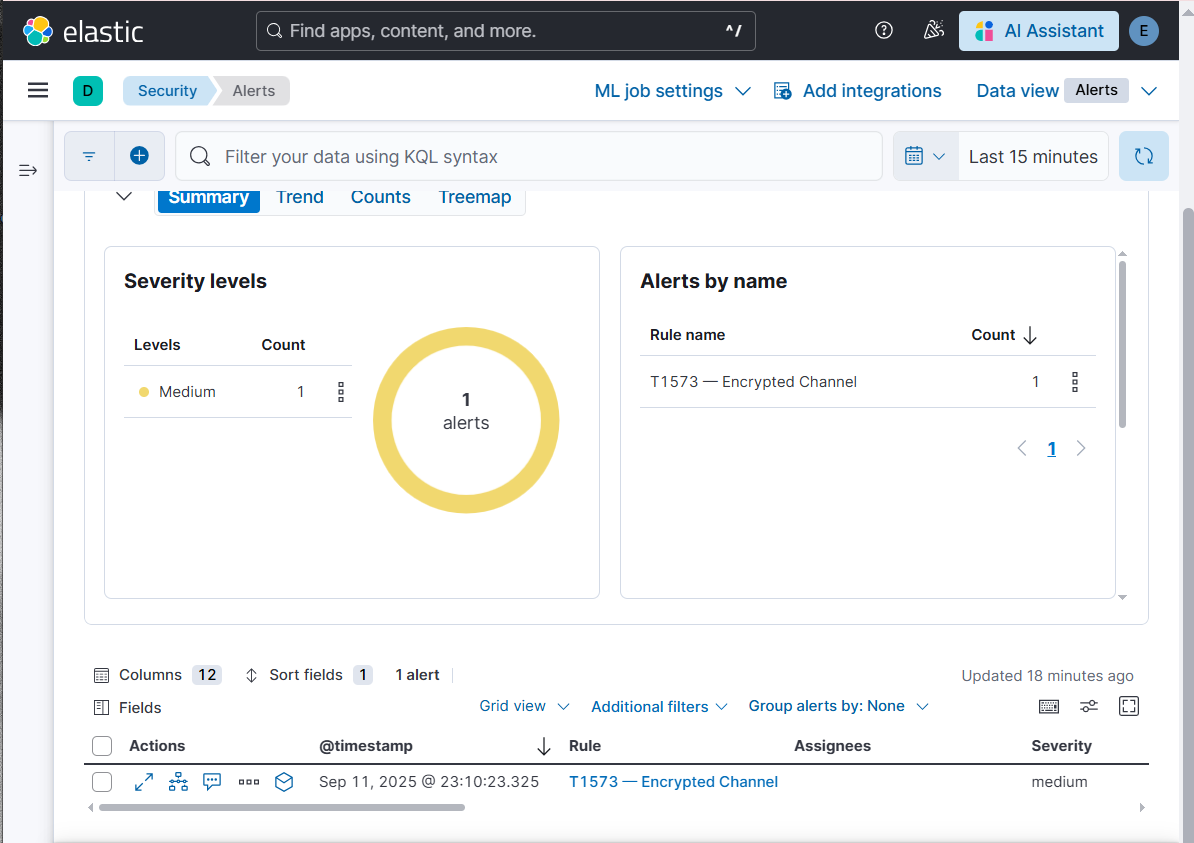 elastic
Find apps, content, and more.
^/
AI Assistant
E
D
Security
Alerts
ML job settings
Add integrations
Data view
Alerts
Filter your data using KQL syntax
Last 15 minutes
Summary
Trend
Counts
Treemap
Severity levels
Levels
Count
Medium
1
1
alerts
Alerts by name
Rule name
Count
T1573 — Encrypted Channel
1
1
Columns
12
Sort fields
1
1 alert
Updated 18 minutes ago
Fields
Grid view
Additional filters
Group alerts by: None
Actions
@timestamp
Rule
Assignees
Severity
Sep 11, 2025 @ 23:10:23.325
T1573 — Encrypted Channel
medium